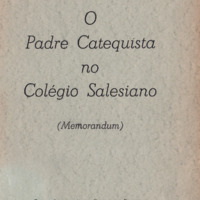 O
Padre Catequista
no
Colégio Salesiano
(Memorandum)